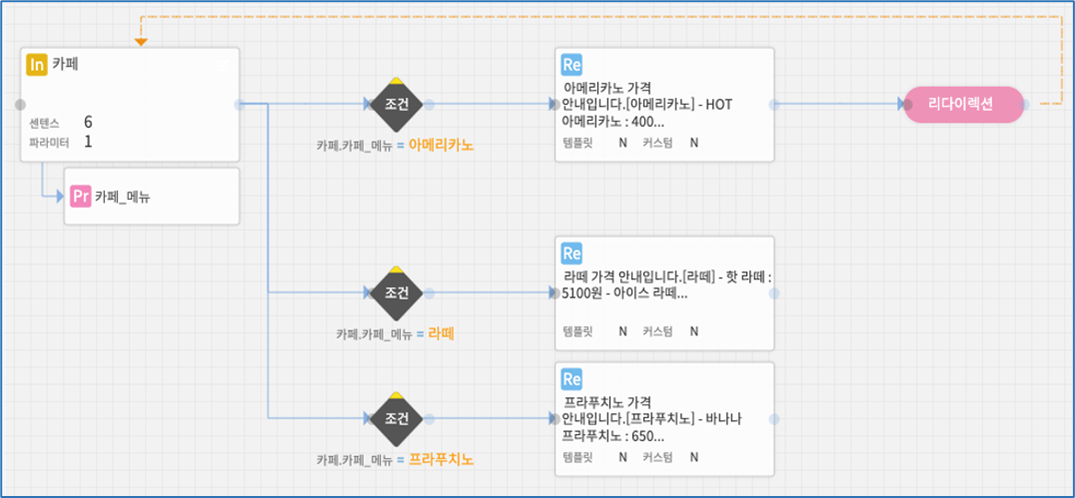 In 카페
센텐스 6
파라미터 1
Pr 카페_메뉴
조건
카페.카페_메뉴 = 아메리카노
Re
아메리카노 가격
안내입니다.[아메리카노] - HOT
아메리카노 : 400...
템플릿 N 커스텀 N
리다이렉션
조건
카페.카페_메뉴 = 라떼
Re
라떼 가격 안내입니다.[라떼] - 핫 라떼 :
5100원 - 아이스 라떼...
템플릿 N 커스텀 N
조건
카페.카페_메뉴 = 프라푸치노
Re
프라푸치노 가격
안내입니다.[프라푸치노] - 바나나
프라푸치노 : 650...
템플릿 N 커스텀 N